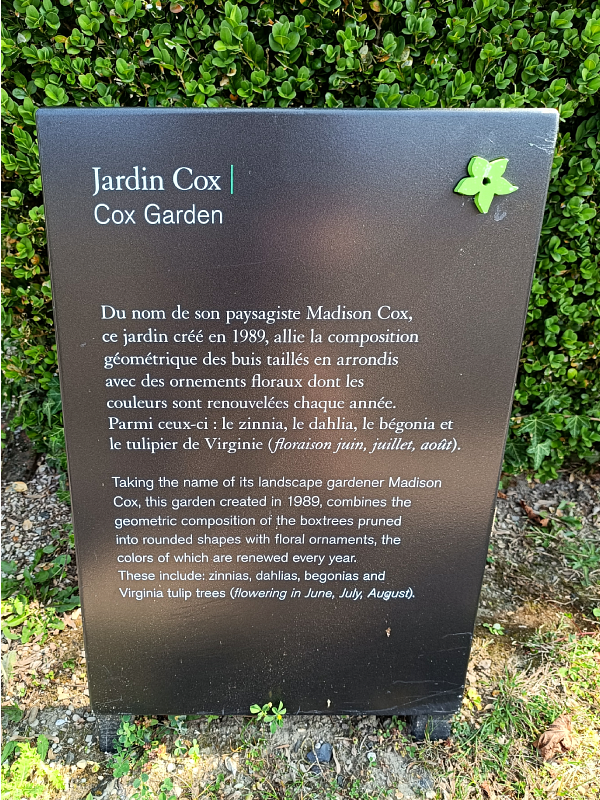 Jardin Cox |
Cox Garden
Du nom de son paysagiste Madison Cox,
ce jardin créé en 1989, allie la composition
géométrique des buis taillés en arrondis
avec des ornements floraux dont les
couleurs sont renouvelées chaque année.
Parmi ceux-ci : le zinnia, le dahlia, le bégonia et
le tulipier de Virginie (floraison juin, juillet, août).
Taking the name of its landscape gardener Madison
Cox, this garden created in 1989, combines the
geometric composition of the boxtrees pruned
into rounded shapes with floral ornaments, the
colors of which are renewed every year.
These include: zinnias, dahlias, begonias and
Virginia tulip trees (flowering in June, July, August).